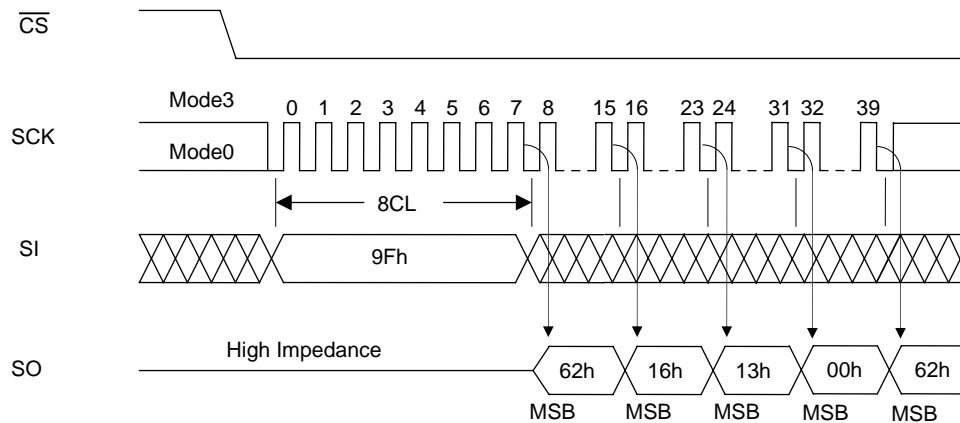 CS
Mode3
0 1 2 3 4 5 6 7 8 15 16 23 24 31 32 39
SCK
Mode0
8CL
SI
9Fh
High Impedance
SO
62h 16h 13h 00h 62h
MSB MSB MSB MSB MSB